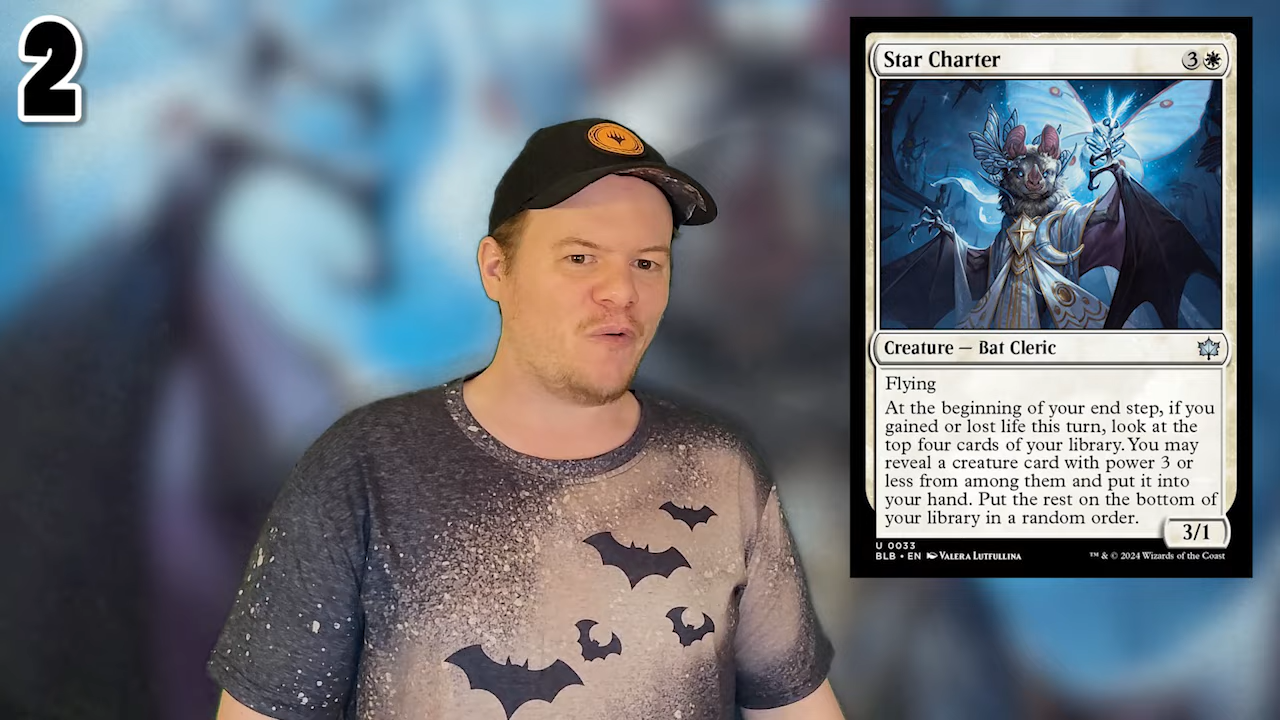 2
Star Charter
3
Creature — Bat Cleric
Flying
At the beginning of your end step, if you
gained or lost life this turn, look at the
top four cards of your library. You may
reveal a creature card with power 3 or
less from among them and put it into
your hand. Put the rest on the bottom of
your library in a random order.
3/1
U 0033
BLB • EN Valera Lutfullina
™ & © 2024 Wizards of the Coast